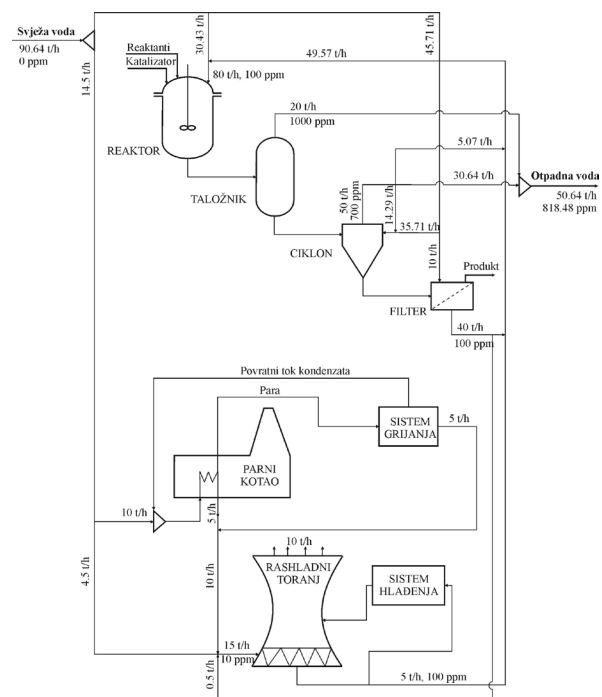 Svježa voda
90.64 t/h
0 ppm
14.5 t/h
Reaktanti
Katalizator
30.43 t/h
45.71 t/h
49.57 t/h
80 t/h, 100 ppm
REAKTOR
20 t/h
1000 ppm
TALOŽNIK
5.07 t/h
30.64 t/h
Otpadna voda
50.64 t/h
818.48 ppm
50 t/h
700 ppm
14.29 t/h
35.71 t/h
CIKLON
10 t/h
Produkt
FILTER
40 t/h
100 ppm
Povratni tok kondenzata
Para
SISTEM
GRIJANJA
5 t/h
PARNI
KOTAO
10 t/h
5 t/h
4.5 t/h
10 t/h
10 t/h
RASHLADNI
TORANJ
SISTEM
HLAĐENJA
15 t/h
10 ppm
0.5 t/h
5 t/h, 100 ppm